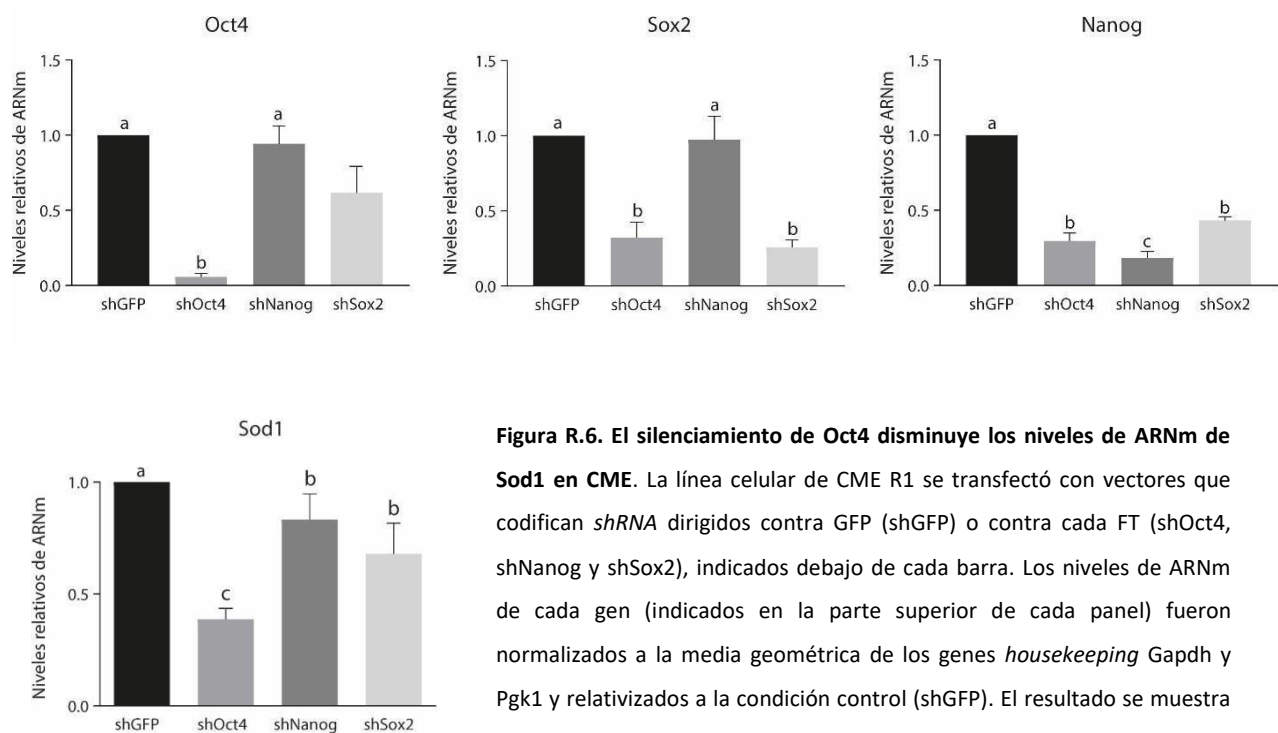 Oct4
Niveles relativos de ARNm
1.5
1.0
0.5
0.0
a
b
a
shGFP shOct4 shNanog shSox2
Sox2
Niveles relativos de ARNm
1.5
1.0
0.5
0.0
a
b
a
b
shGFP shOct4 shNanog shSox2
Nanog
Niveles relativos de ARNm
1.5
1.0
0.5
0.0
a
b
c
b
shGFP shOct4 shNanog shSox2
Sod1
Niveles relativos de ARNm
1.0
0.5
0.0
a
c
b
b
shGFP shOct4 shNanog shSox2
Figura R.6. El silenciamiento de Oct4 disminuye los niveles de ARNm de
Sod1 en CME. La línea celular de CME R1 se transfectó con vectores que
codifican shRNA dirigidos contra GFP (shGFP) o contra cada FT (shOct4,
shNanog y shSox2), indicados debajo de cada barra. Los niveles de ARNm
de cada gen (indicados en la parte superior de cada panel) fueron
normalizados a la media geométrica de los genes housekeeping Gapdh y
Pgk1 y relativizados a la condición control (shGFP). El resultado se muestra